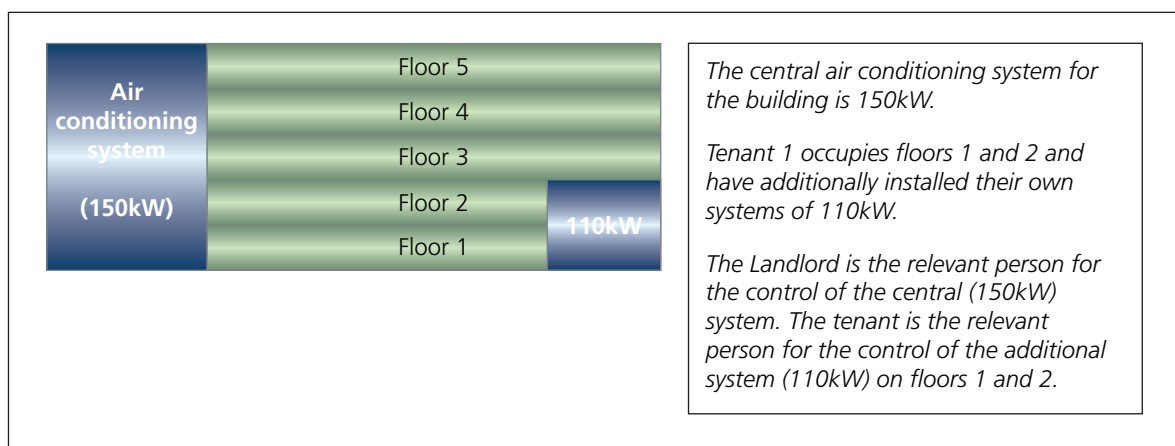 Air
conditioning
system
(150kW)
Floor 5
Floor 4
Floor 3
Floor 2
Floor 1
110kW
The central air conditioning system for
the building is 150kW.
Tenant 1 occupies floors 1 and 2 and
have additionally installed their own
systems of 110kW.
The Landlord is the relevant person for
the control of the central (150kW)
system. The tenant is the relevant
person for the control of the additional
system (110kW) on floors 1 and 2.